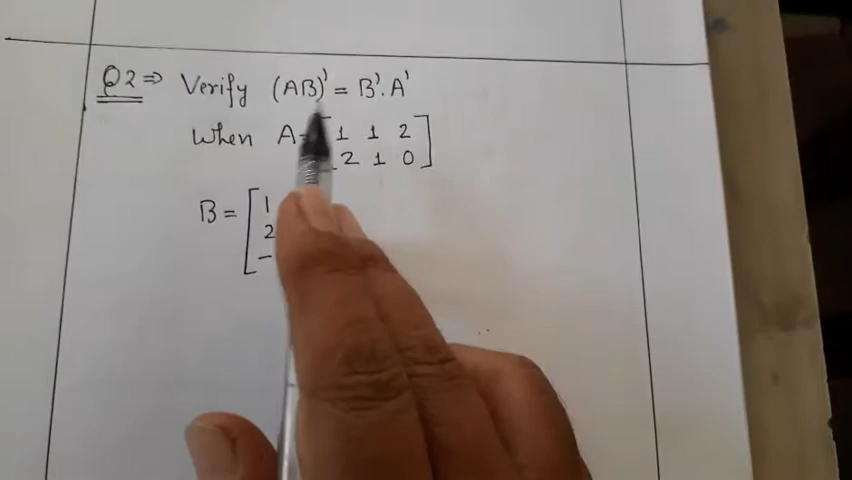 Q2⇒ Verify (AB)' = B'.A'
When A= [ 1 1 2
2 1 0 ]
B = [ 1
2
-